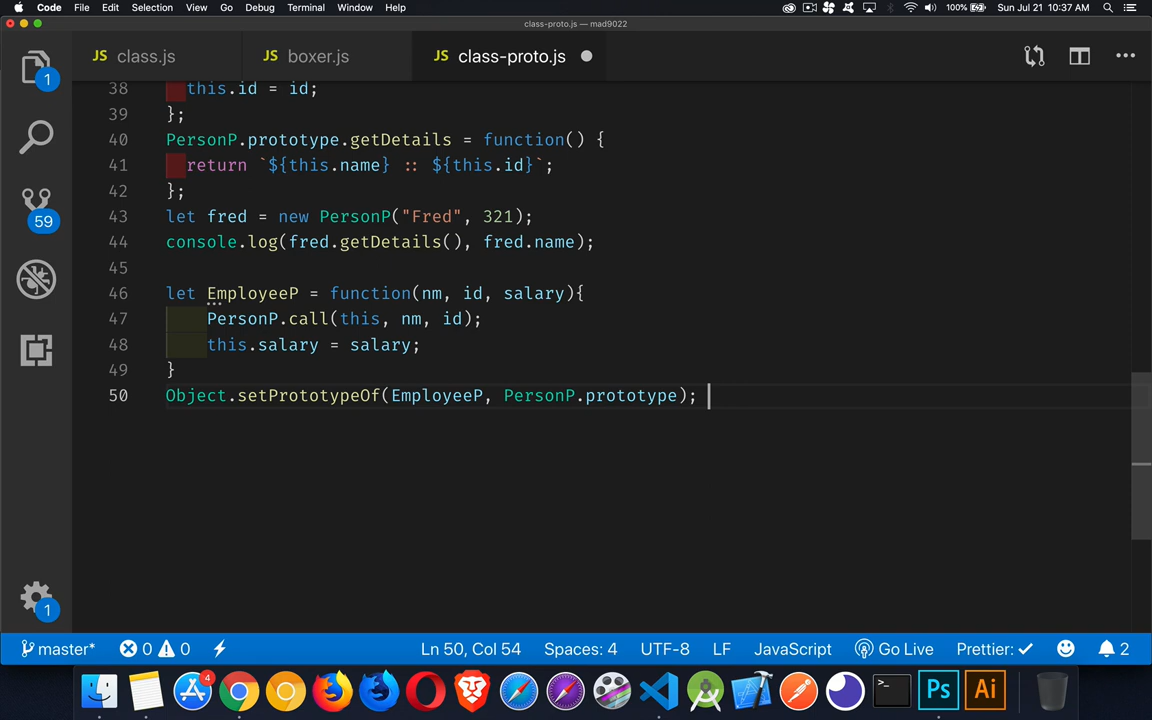 Code File Edit Selection View Go Debug Terminal Window Help 100% Sun Jul 21 10:37 AM
class-proto.js — mad9022
JS class.js JS boxer.js JS class-proto.js
1
59
1
38 this.id = id;
39 };
40 PersonP.prototype.getDetails = function() {
41 return `${this.name} :: ${this.id}`;
42 };
43 let fred = new PersonP("Fred", 321);
44 console.log(fred.getDetails(), fred.name);
45
46 let EmployeeP = function(nm, id, salary){
47 PersonP.call(this, nm, id);
48 this.salary = salary;
49 }
50 Object.setPrototypeOf(EmployeeP, PersonP.prototype);
master* 0 0 Ln 50, Col 54 Spaces: 4 UTF-8 LF JavaScript Go Live Prettier: ✓ 2
4 >_ Ps Ai